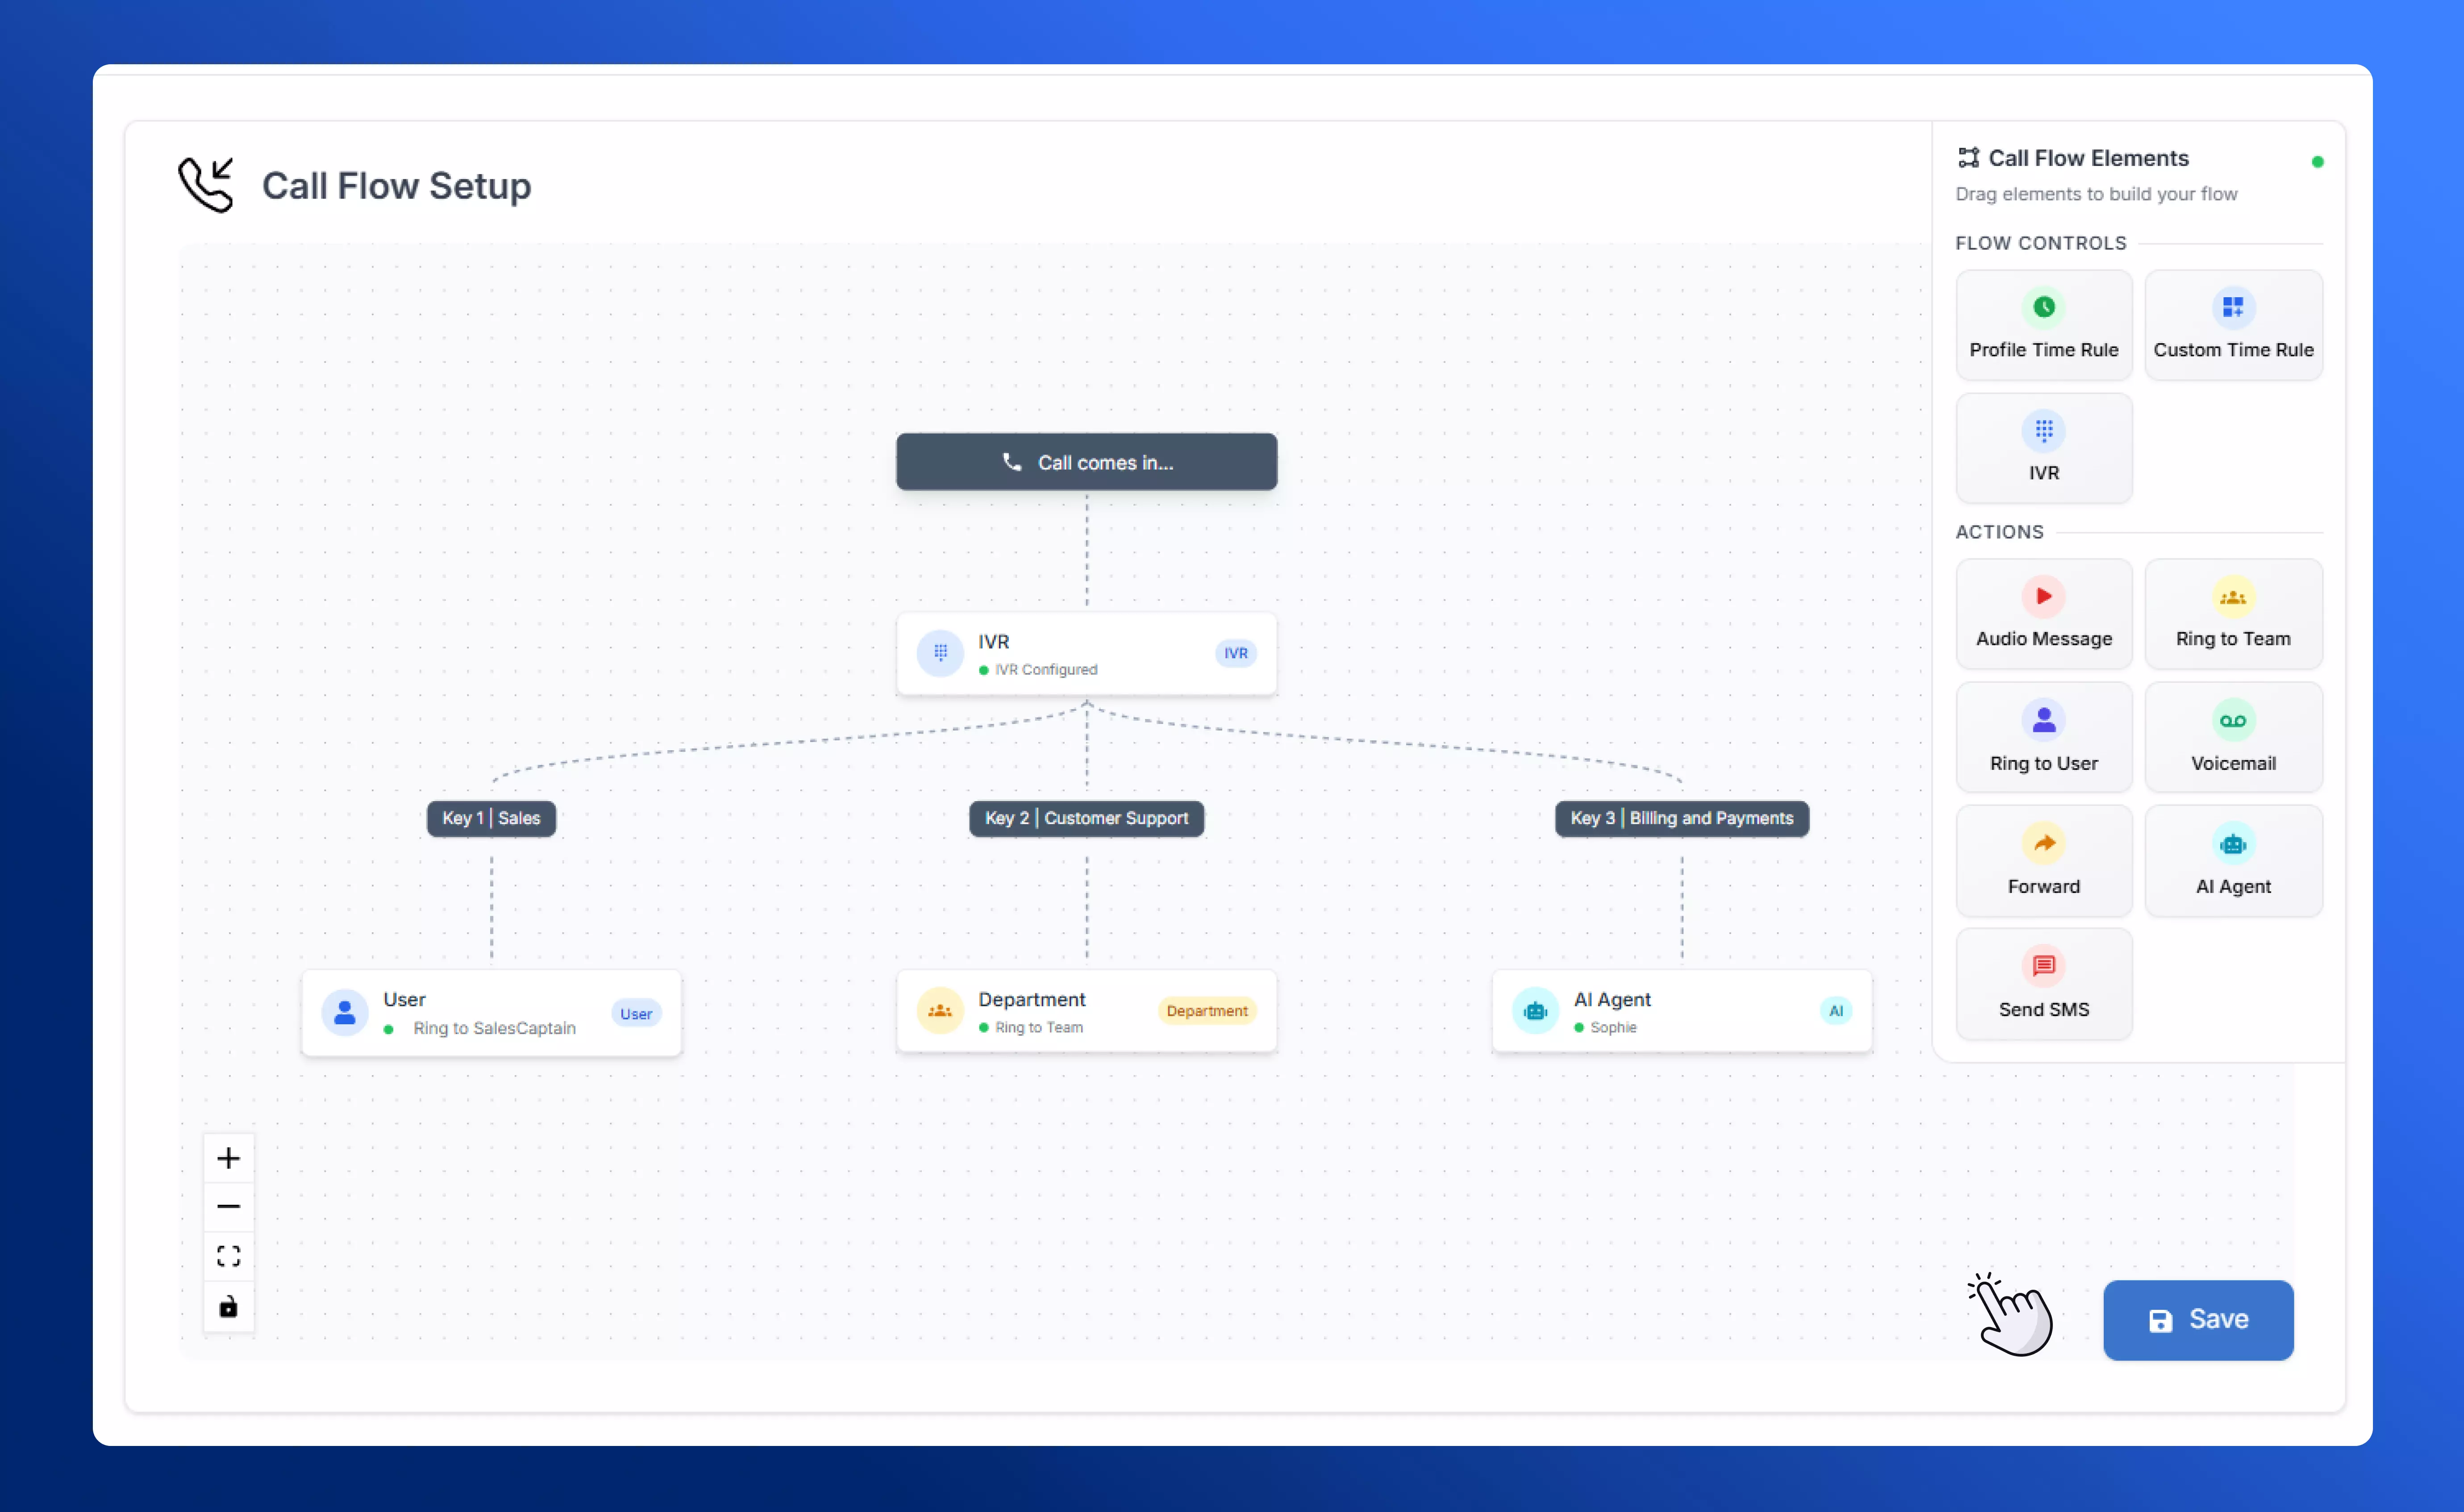 Call Flow Setup
Call comes in...
IVR
IVR Configured
IVR
Key 1 | Sales
Key 2 | Customer Support
Key 3 | Billing and Payments
User
Ring to SalesCaptain
User
Department
Ring to Team
Department
AI Agent
Sophie
AI
Call Flow Elements
Drag elements to build your flow
FLOW CONTROLS
Profile Time Rule
Custom Time Rule
IVR
ACTIONS
Audio Message
Ring to Team
Ring to User
Voicemail
Forward
AI Agent
Send SMS
Save